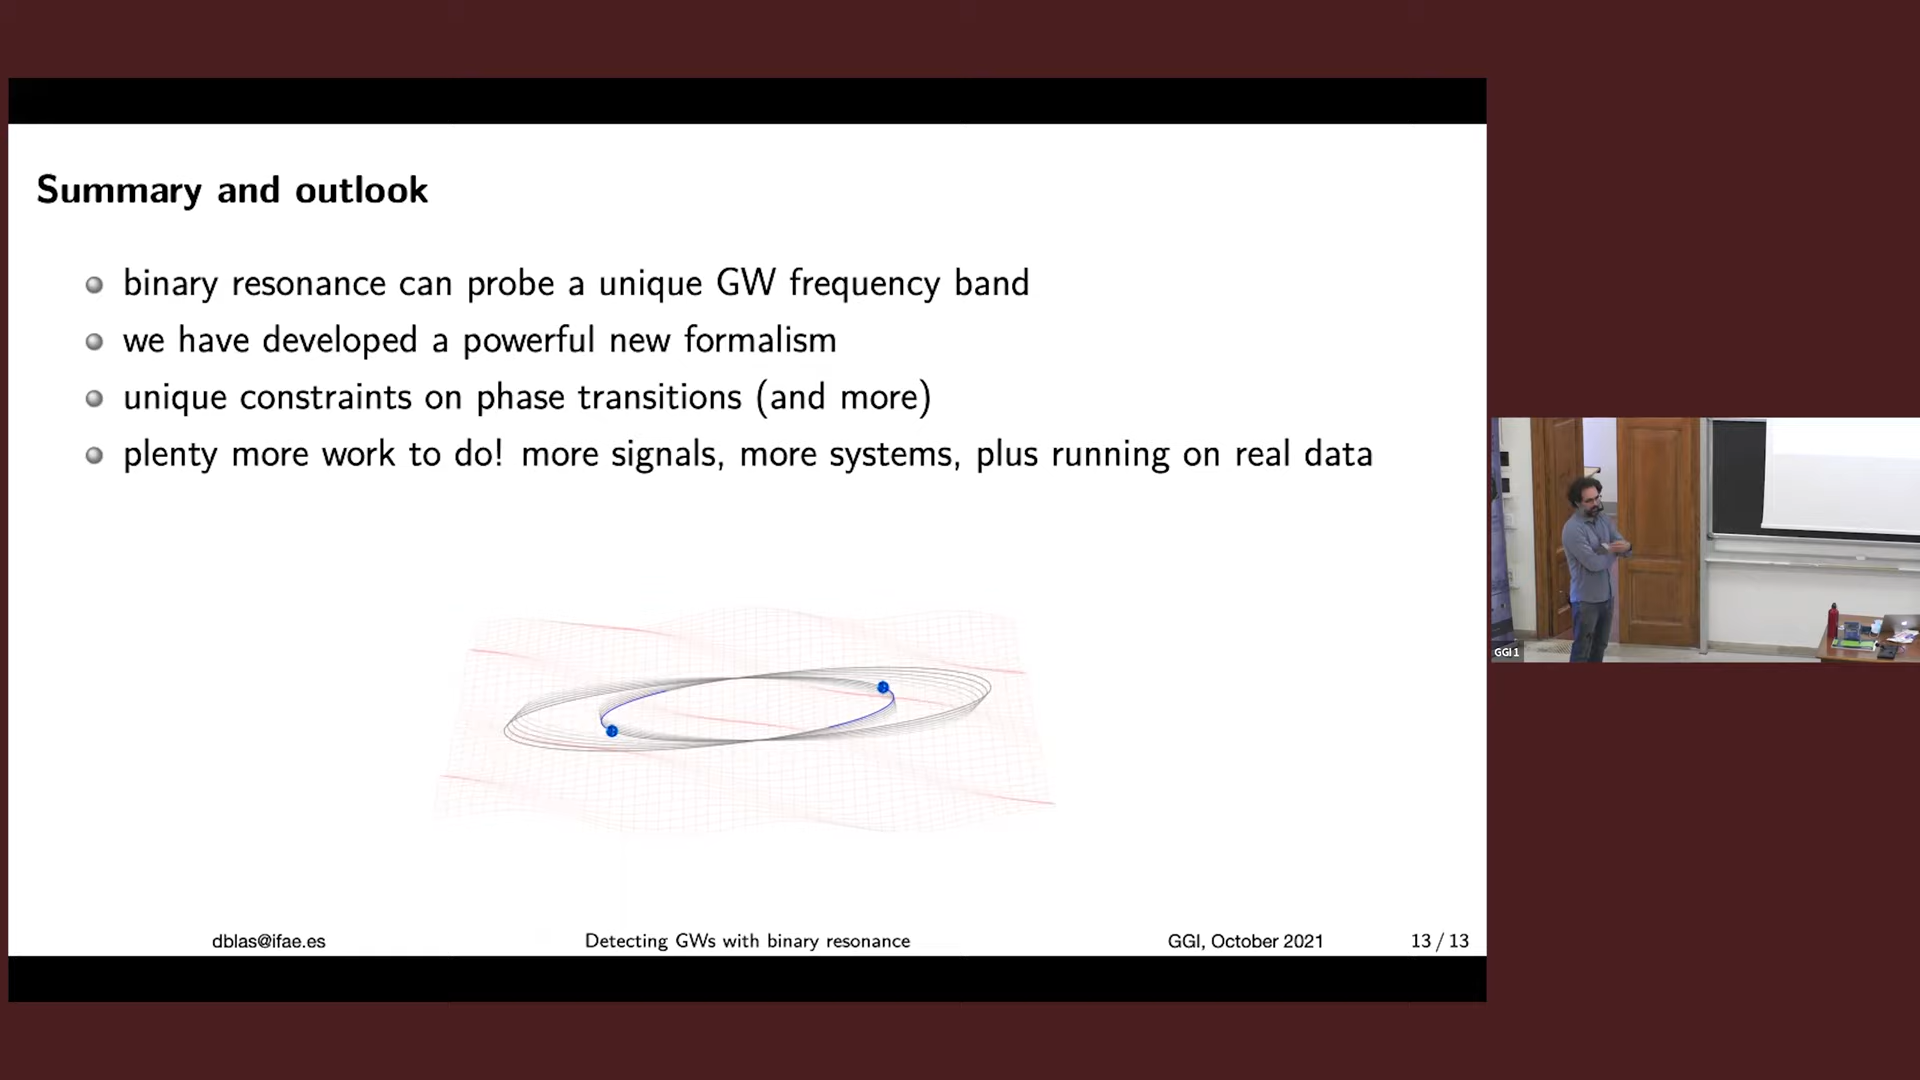 Summary and outlook
binary resonance can probe a unique GW frequency band
we have developed a powerful new formalism
unique constraints on phase transitions (and more)
plenty more work to do! more signals, more systems, plus running on real data
dblas@ifae.es
Detecting GWs with binary resonance
GGI, October 2021
13 / 13
GGI 1